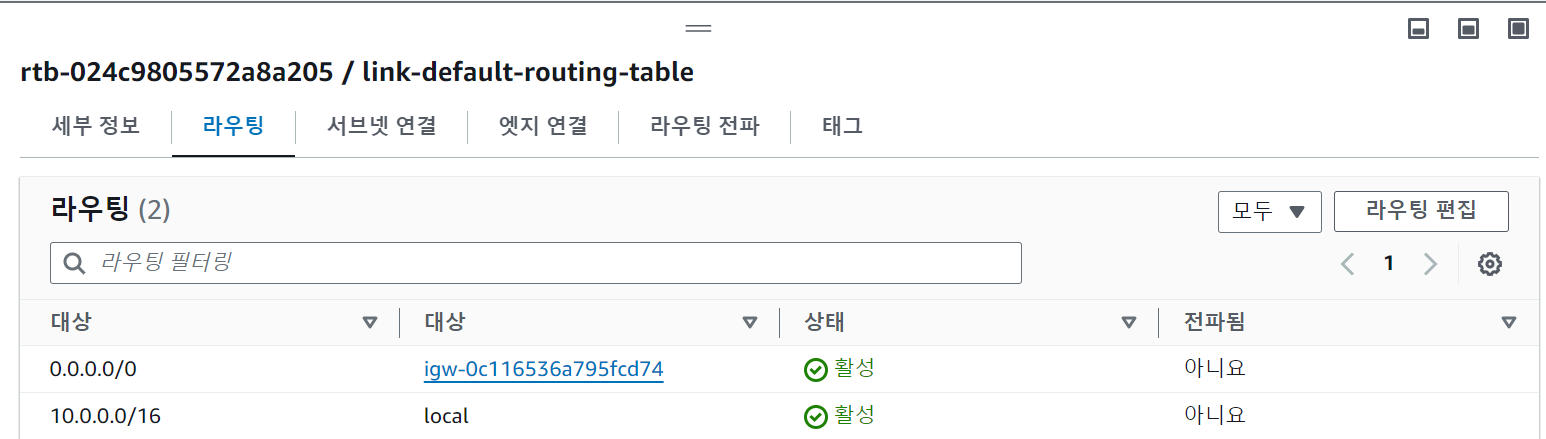 rtb-024c9805572a8a205 / link-default-routing-table
세부 정보 라우팅 서브넷 연결 엣지 연결 라우팅 전파 태그
라우팅 (2) 모두 라우팅 편집
라우팅 필터링 1
대상 대상 상태 전파됨
0.0.0.0/0 igw-0c116536a795fcd74 활성 아니요
10.0.0.0/16 local 활성 아니요